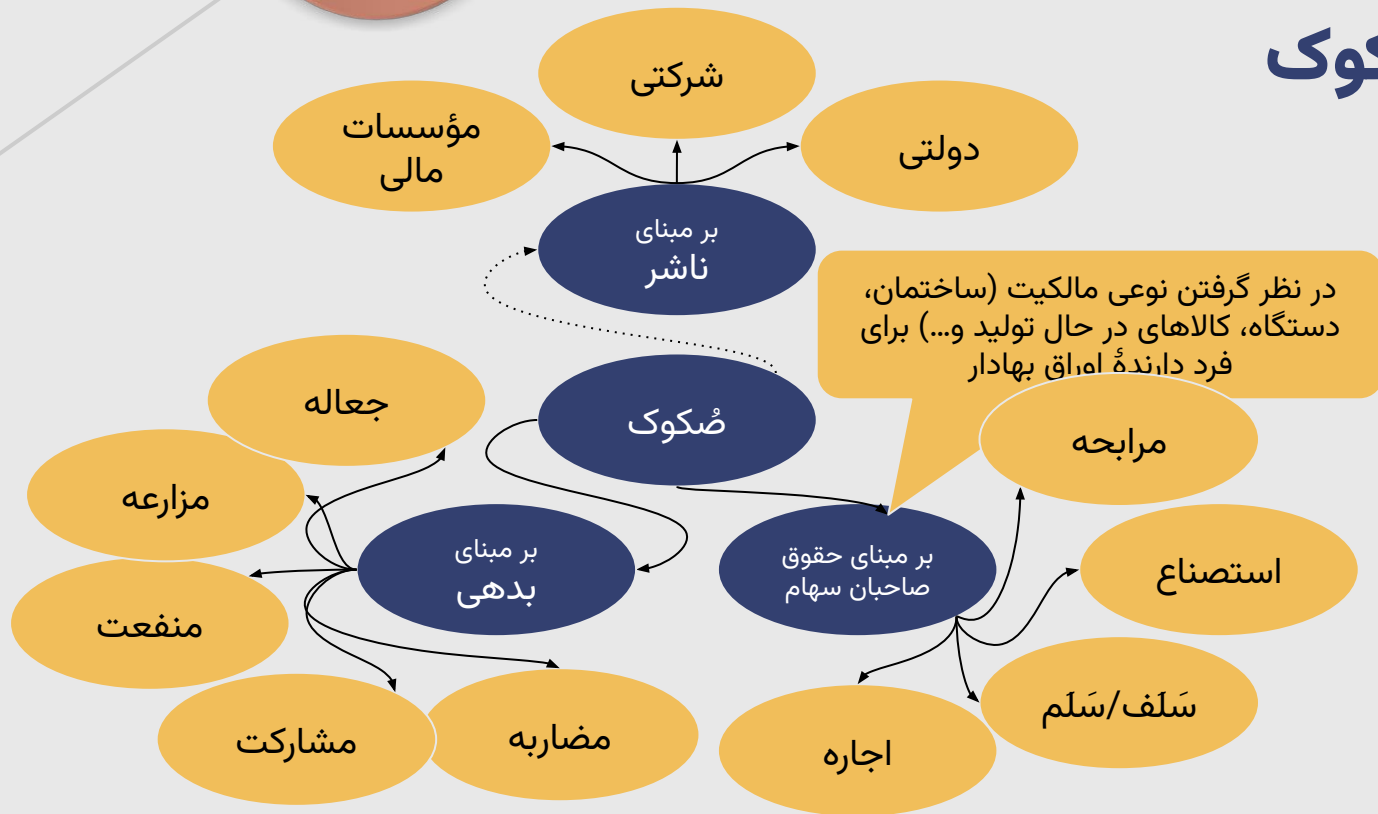 شرکتی
مؤسسات
مالی
دولتی
بر مبنای
ناشر
در نظر گرفتن نوعی مالکیت (ساختمان،
دستگاه، کالاهای در حال تولید و...) برای
فرد دارندهٔ اوراق بهادار
صُکوک
جعاله
مرابحه
مزارعه
بر مبنای
بدهی
بر مبنای حقوق
صاحبان سهام
استصناع
منفعت
سَلَف/سَلَم
مضاربه
مشارکت
اجاره